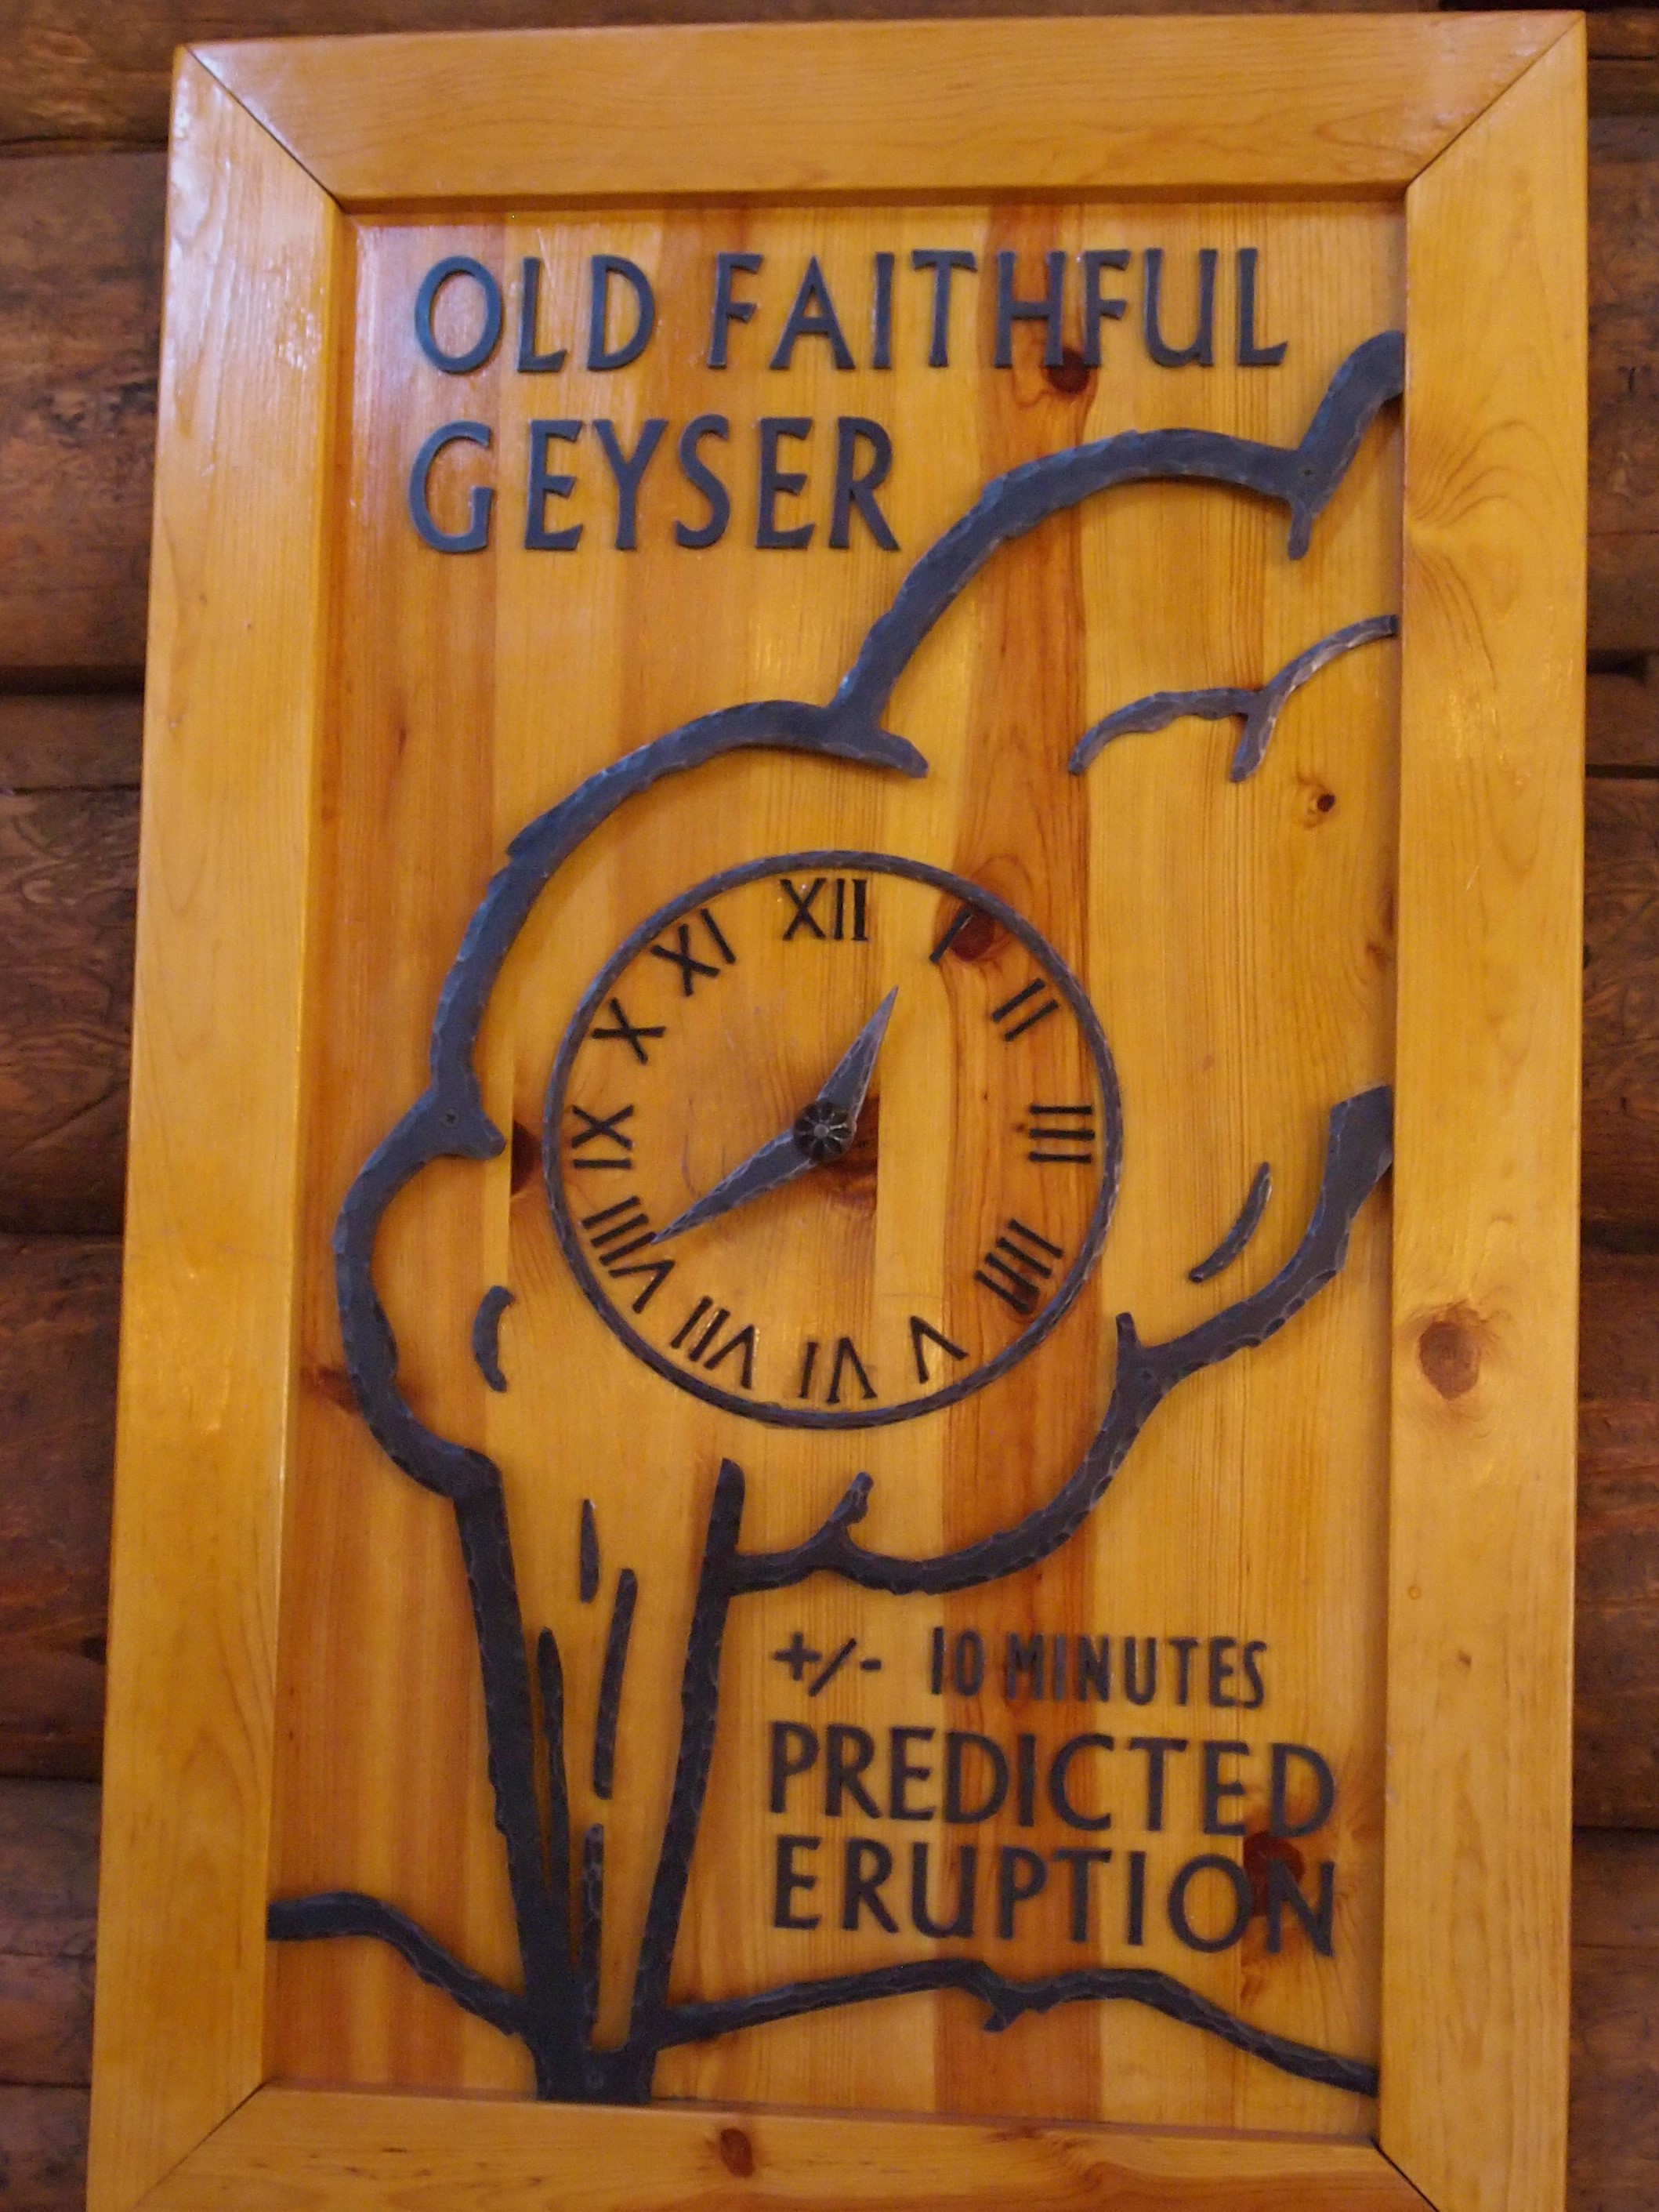 OLD FAITHFUL
GEYSER
XII
I
II
III
IIII
V
VI
VII
VIII
IX
X
XI
+/- 10 MINUTES
PREDICTED
ERUPTION